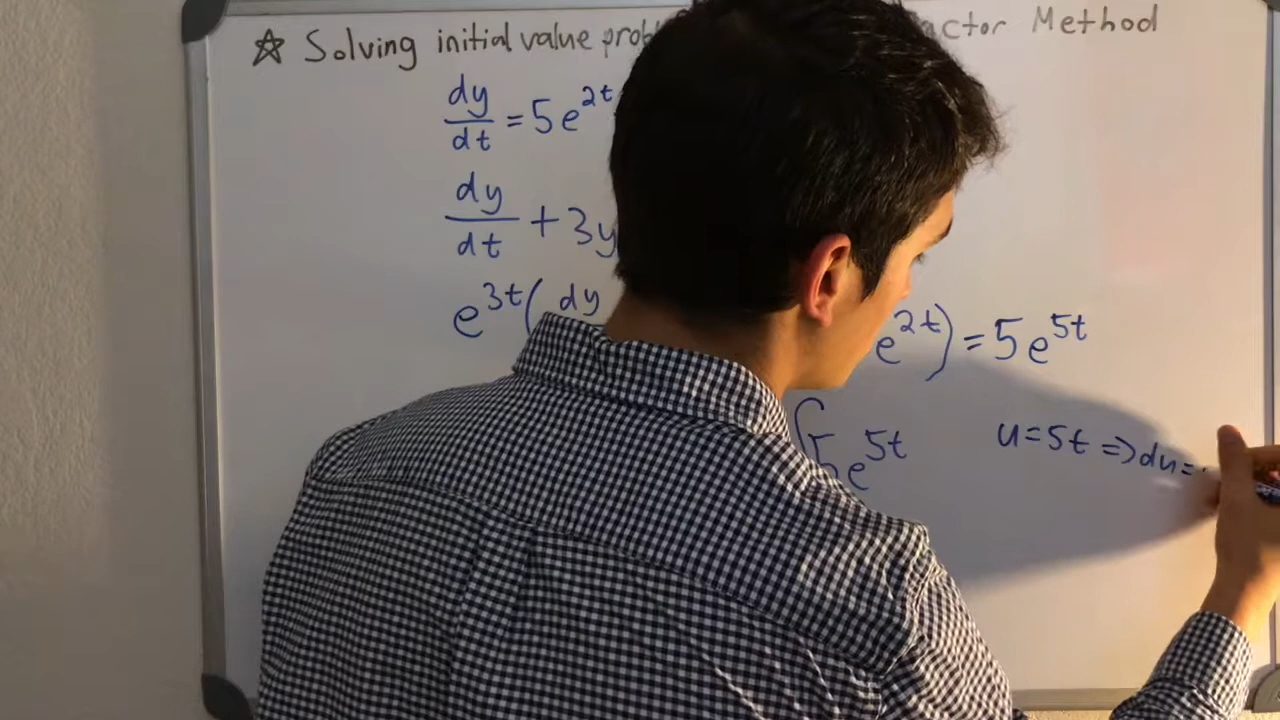 ☆ Solving initial value prob actor Method
dy/dt = 5e^{2t}
dy/dt + 3y
e^{3t}( dy e^{2t}) = 5e^{5t}
∫5e^{5t} u=5t ⇒ du=